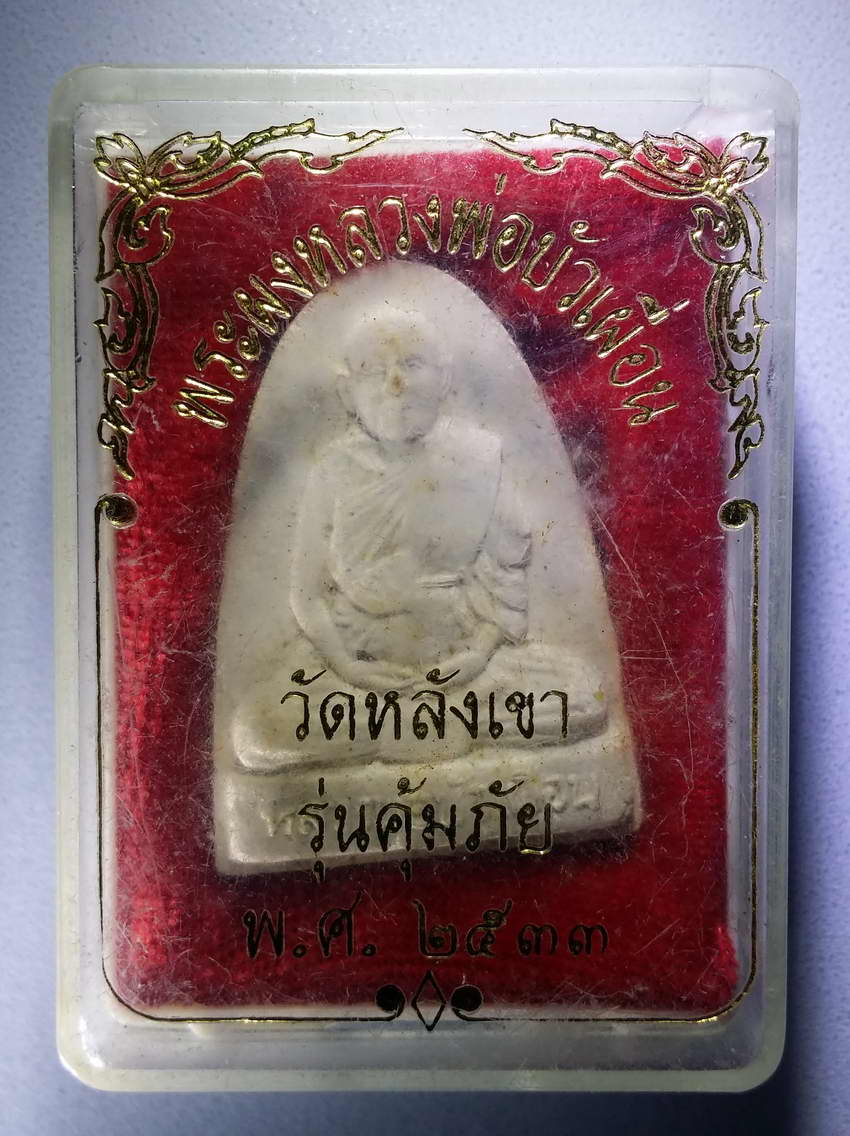 พระผงหลวงพ่อบัวเผื่อน
วัดหลังเขา
รุ่นคุ้มภัย
พ.ศ. ๒๕๓๓